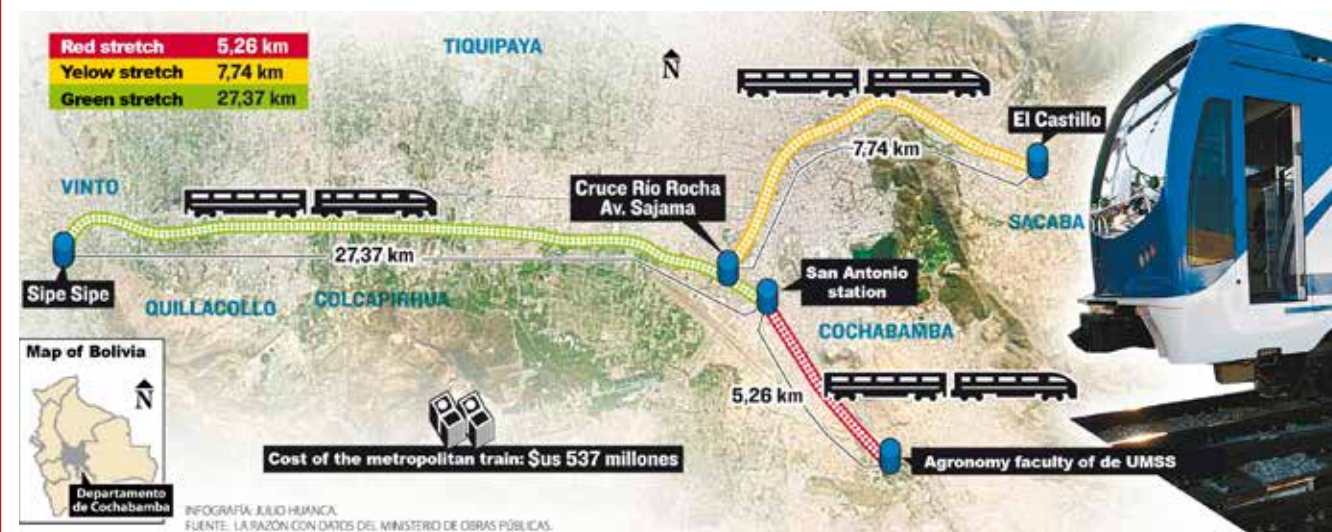 Red stretch 5,26 km
Yelow stretch 7,74 km
Green stretch 27,37 km
TIQUIPAYA
N
El Castillo
7,74 km
Cruce Río Rocha
Av. Sajama
VINTO
SACABA
27,37 km
San Antonio
station
Sipe Sipe
QUILLACOLLO
COLCAPIRHUA
COCHABAMBA
Map of Bolivia
N
5,26 km
Cost of the metropolitan train: $us 537 millones
Agronomy faculty of de UMSS
Departamento
de Cochabamba
INFOGRAFÍA: JULIO HUANCA.
FUENTE: LA RAZÓN CON DATOS DEL MINISTERIO DE OBRAS PÚBLICAS.